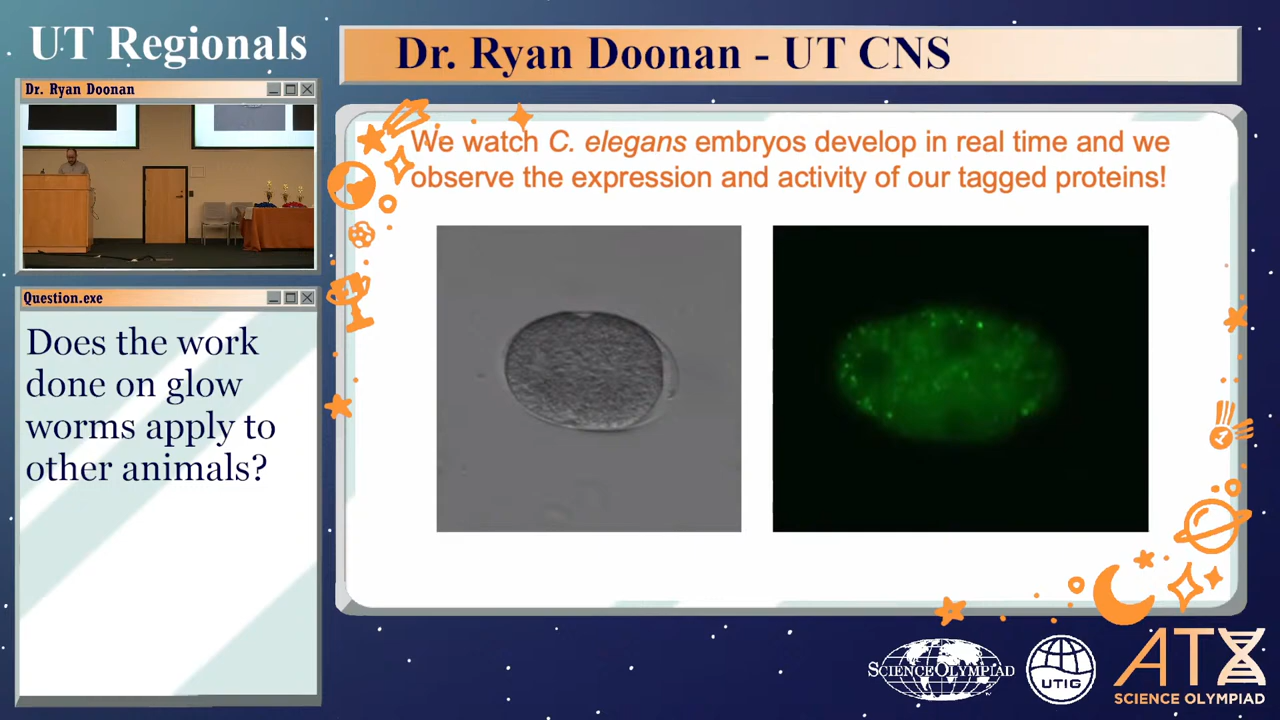 UT Regionals
Dr. Ryan Doonan - UT CNS
Dr. Ryan Doonan
We watch C. elegans embryos develop in real time and we
observe the expression and activity of our tagged proteins!
Question.exe
Does the work
done on glow
worms apply to
other animals?
1
1
SCIENCE OLYMPIAD
UTIG
ATX
SCIENCE OLYMPIAD